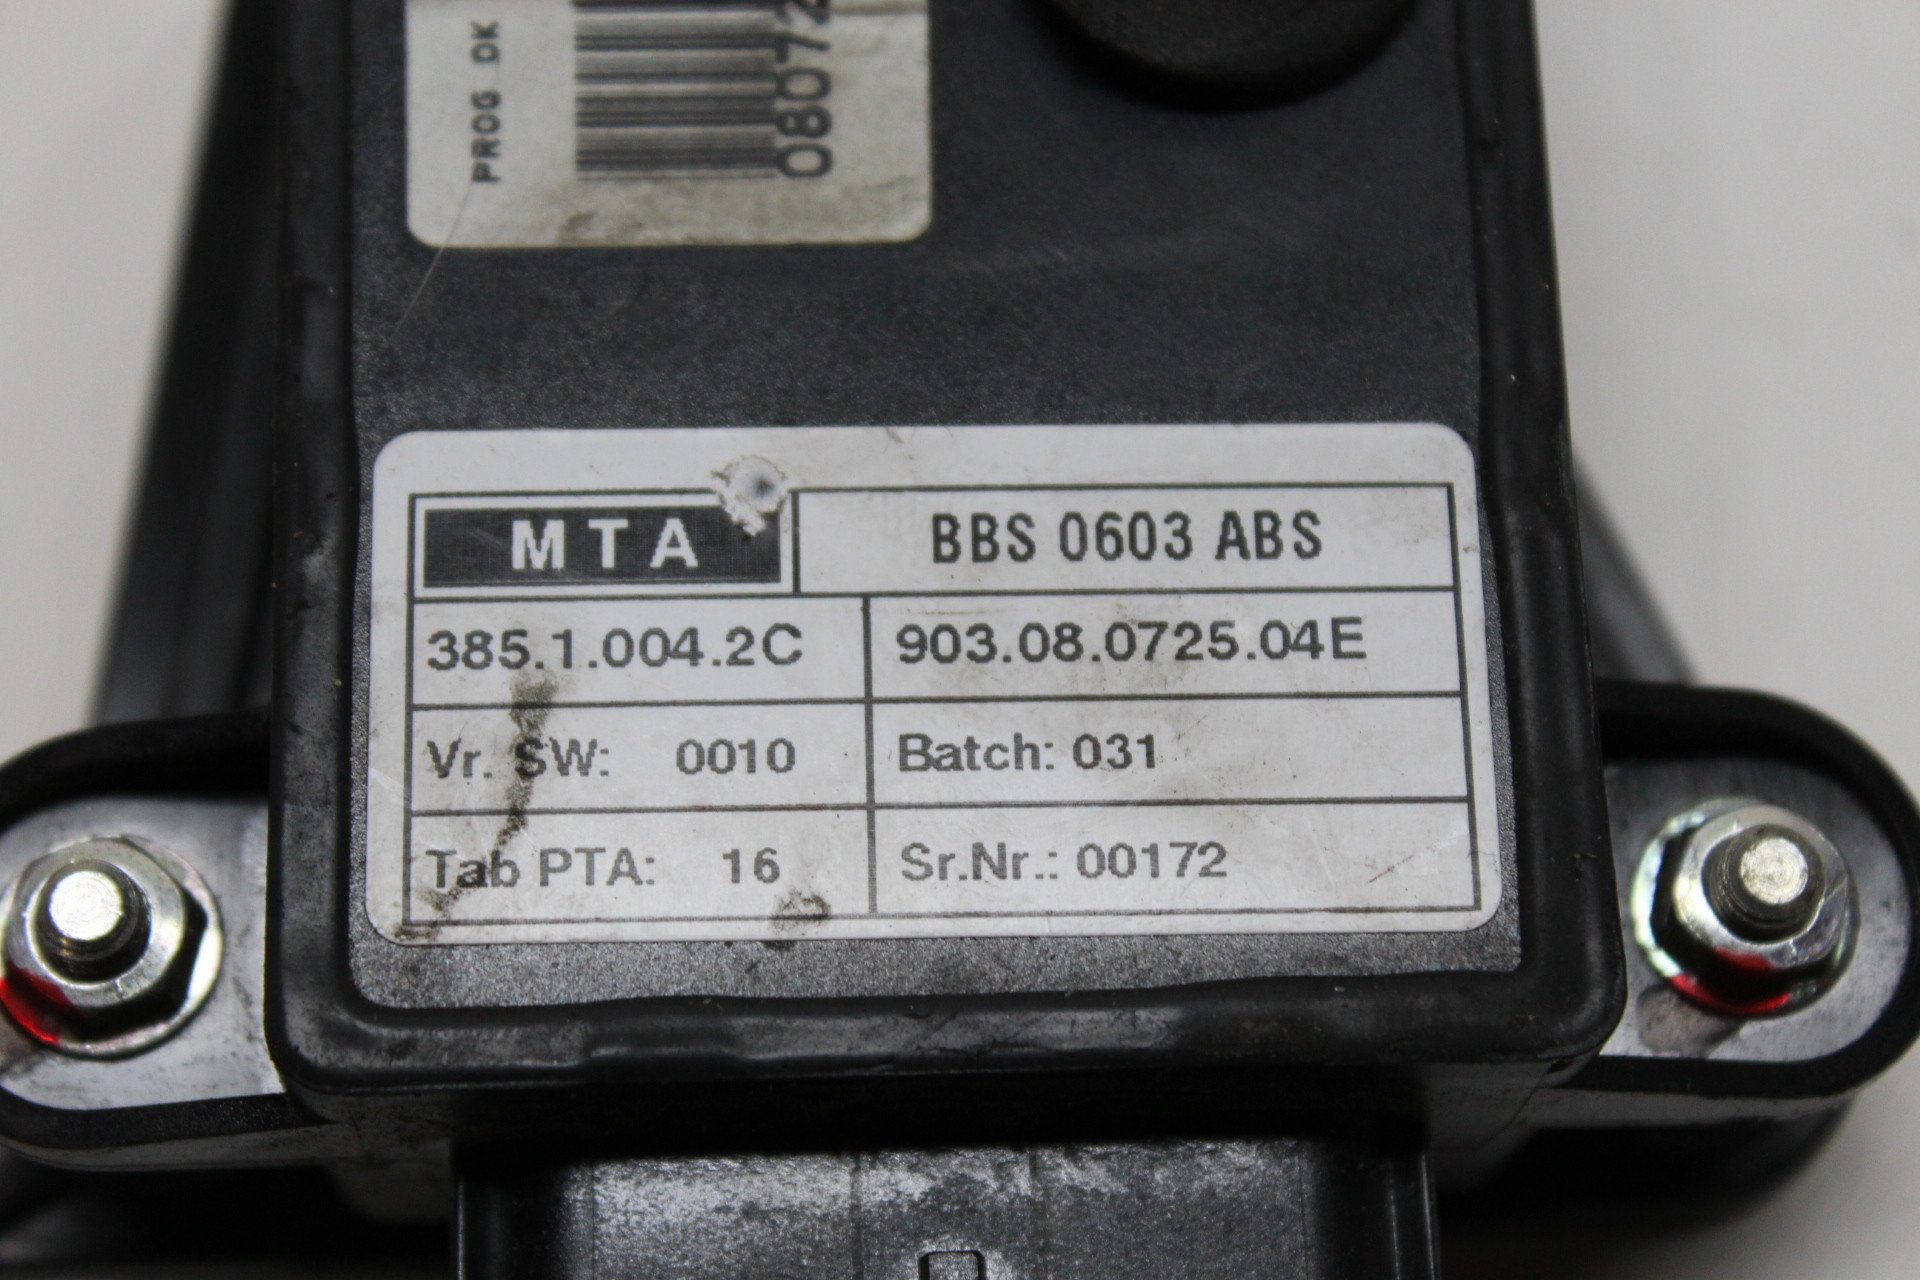 PROG DK
08072
MTA BBS 0603 ABS
385.1.004.2C 903.08.0725.04E
Vr. SW: 0010 Batch: 031
Tab PTA: 16 Sr.Nr.: 00172